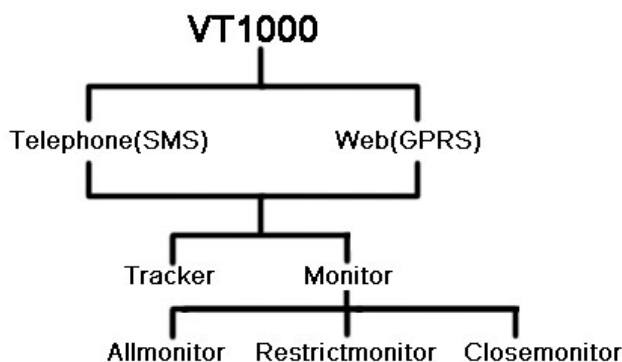 VT1000
Telephone(SMS) Web(GPRS)
Tracker Monitor
Allmonitor Restrictmonitor Closemonitor